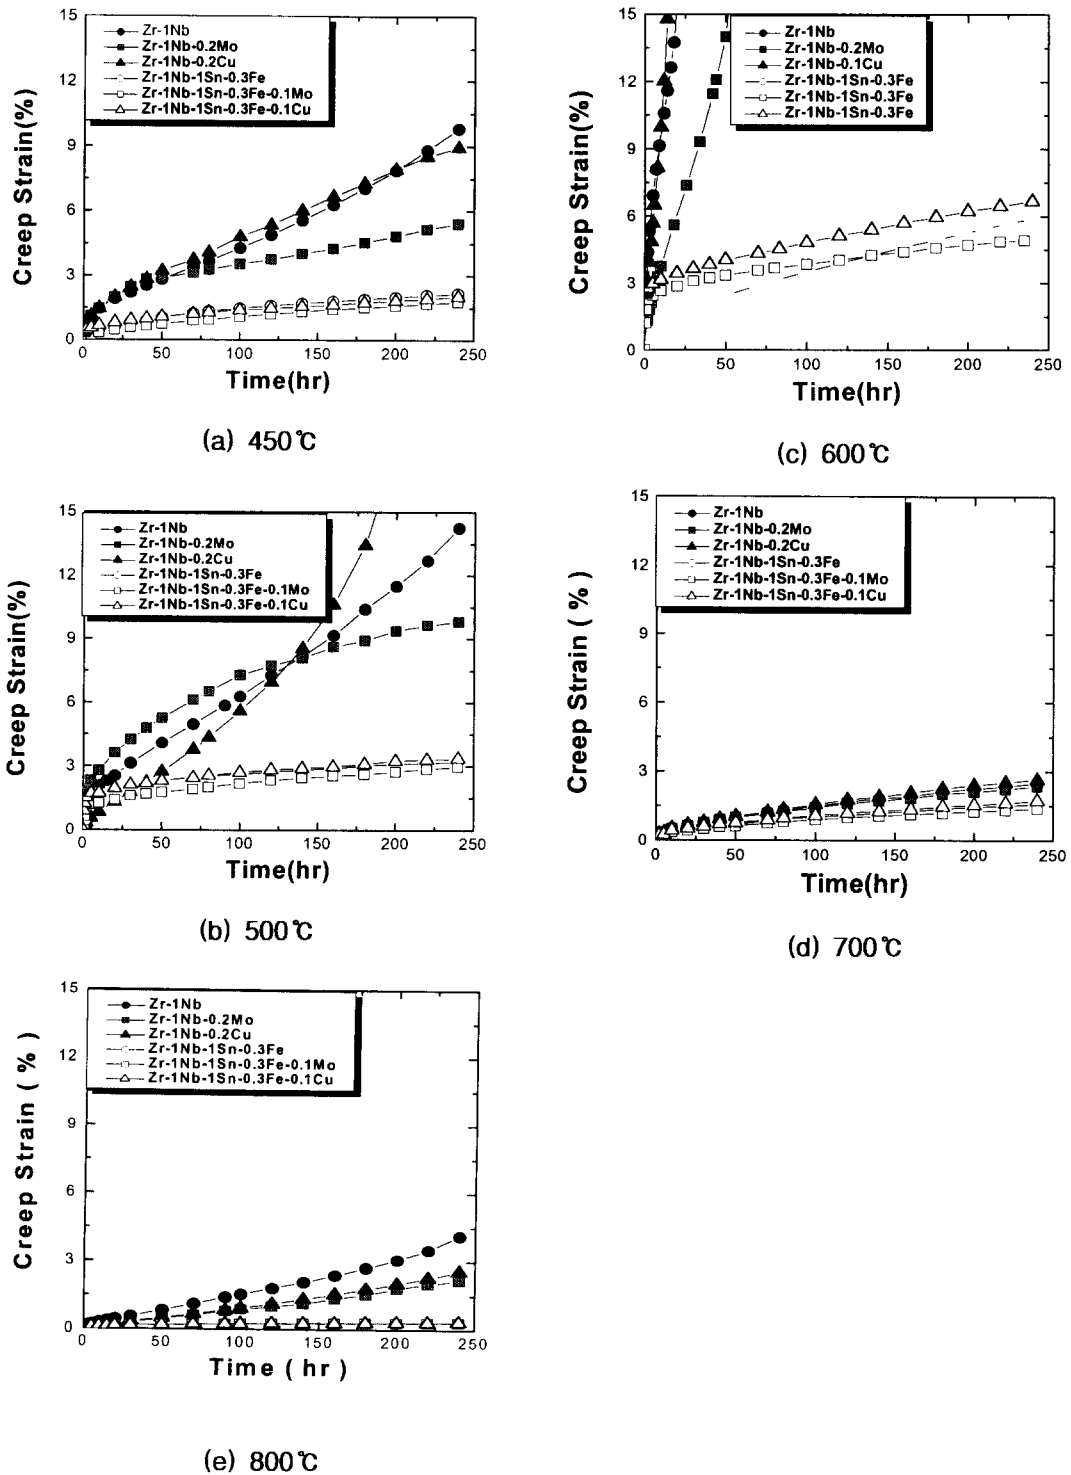 15
12
9
6
3
0
Creep Strain(%)
Zr-1Nb
Zr-1Nb-0.2Mo
Zr-1Nb-0.2Cu
Zr-1Nb-1Sn-0.3Fe
Zr-1Nb-1Sn-0.3Fe-0.1Mo
Zr-1Nb-1Sn-0.3Fe-0.1Cu
0 50 100 150 200 250
Time(hr)
(a) 450℃
15
12
9
6
3
0
Creep Strain(%)
Zr-1Nb
Zr-1Nb-0.2Mo
Zr-1Nb-0.1Cu
Zr-1Nb-1Sn-0.3Fe
Zr-1Nb-1Sn-0.3Fe
Zr-1Nb-1Sn-0.3Fe
0 50 100 150 200 250
Time(hr)
(c) 600℃
15
12
9
6
3
0
Creep Strain(%)
Zr-1Nb
Zr-1Nb-0.2Mo
Zr-1Nb-0.2Cu
Zr-1Nb-1Sn-0.3Fe
Zr-1Nb-1Sn-0.3Fe-0.1Mo
Zr-1Nb-1Sn-0.3Fe-0.1Cu
0 50 100 150 200 250
Time(hr)
(b) 500℃
15
12
9
6
3
0
Creep Strain ( % )
Zr-1Nb
Zr-1Nb-0.2Mo
Zr-1Nb-0.2Cu
Zr-1Nb-1Sn-0.3Fe
Zr-1Nb-1Sn-0.3Fe-0.1Mo
Zr-1Nb-1Sn-0.3Fe-0.1Cu
0 50 100 150 200 250
Time(hr)
(d) 700℃
15
12
9
6
3
0
Creep Strain ( % )
Zr-1Nb
Zr-1Nb-0.2Mo
Zr-1Nb-0.2Cu
Zr-1Nb-1Sn-0.3Fe
Zr-1Nb-1Sn-0.3Fe-0.1Mo
Zr-1Nb-1Sn-0.3Fe-0.1Cu
0 50 100 150 200 250
Time ( hr )
(e) 800℃